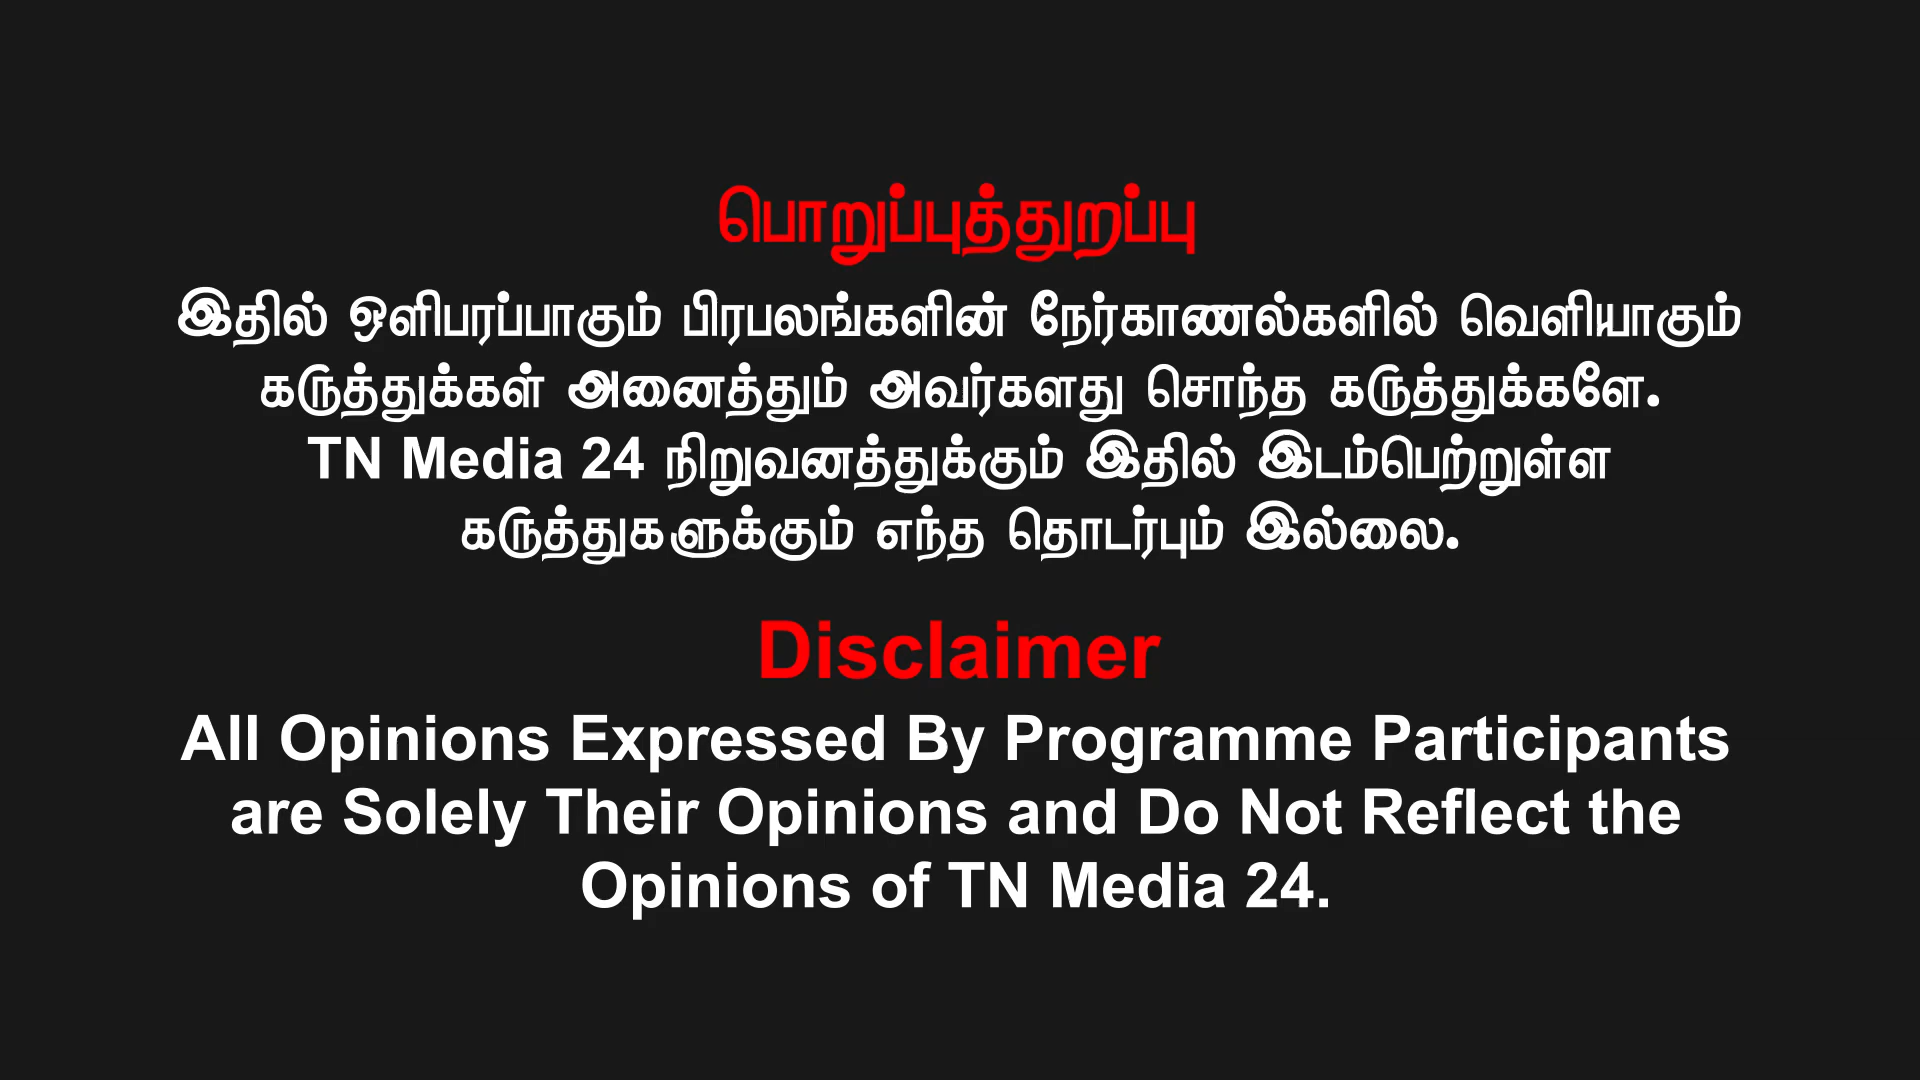 பொறுப்புத்துறப்பு
இதில் ஒளிபரப்பாகும் பிரபலங்களின் நேர்காணல்களில் வெளியாகும்
கருத்துக்கள் அனைத்தும் அவர்களது சொந்த கருத்துக்களே.
TN Media 24 நிறுவனத்துக்கும் இதில் இடம்பெற்றுள்ள
கருத்துகளுக்கும் எந்த தொடர்பும் இல்லை.
Disclaimer
All Opinions Expressed By Programme Participants
are Solely Their Opinions and Do Not Reflect the
Opinions of TN Media 24.